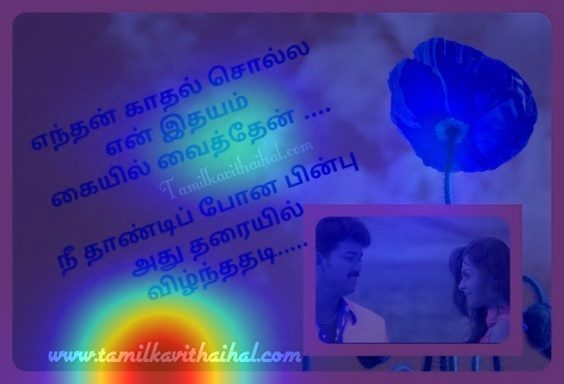 எந்தன் காதல் சொல்ல
என் இதயம்
கையில் வைத்தேன் ....
Tamilkavithaihal.com
நீ தாண்டிப் போன பின்பு
அது தரையில்
விழ்ந்ததடி.....
www.tamilkavithaihal.com